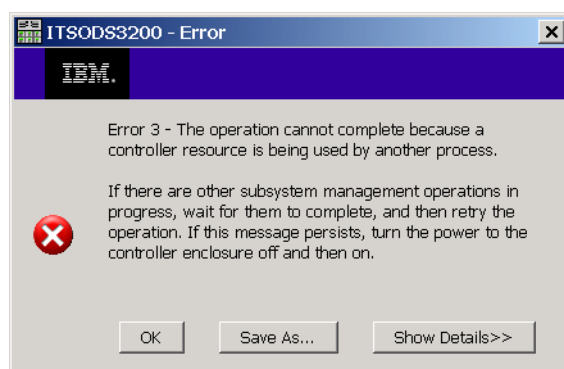 ITSODS3200 - Error
IBM.
Error 3 - The operation cannot complete because a
controller resource is being used by another process.
If there are other subsystem management operations in
progress, wait for them to complete, and then retry the
operation. If this message persists, turn the power to the
controller enclosure off and then on.
OK
Save As...
Show Details>>